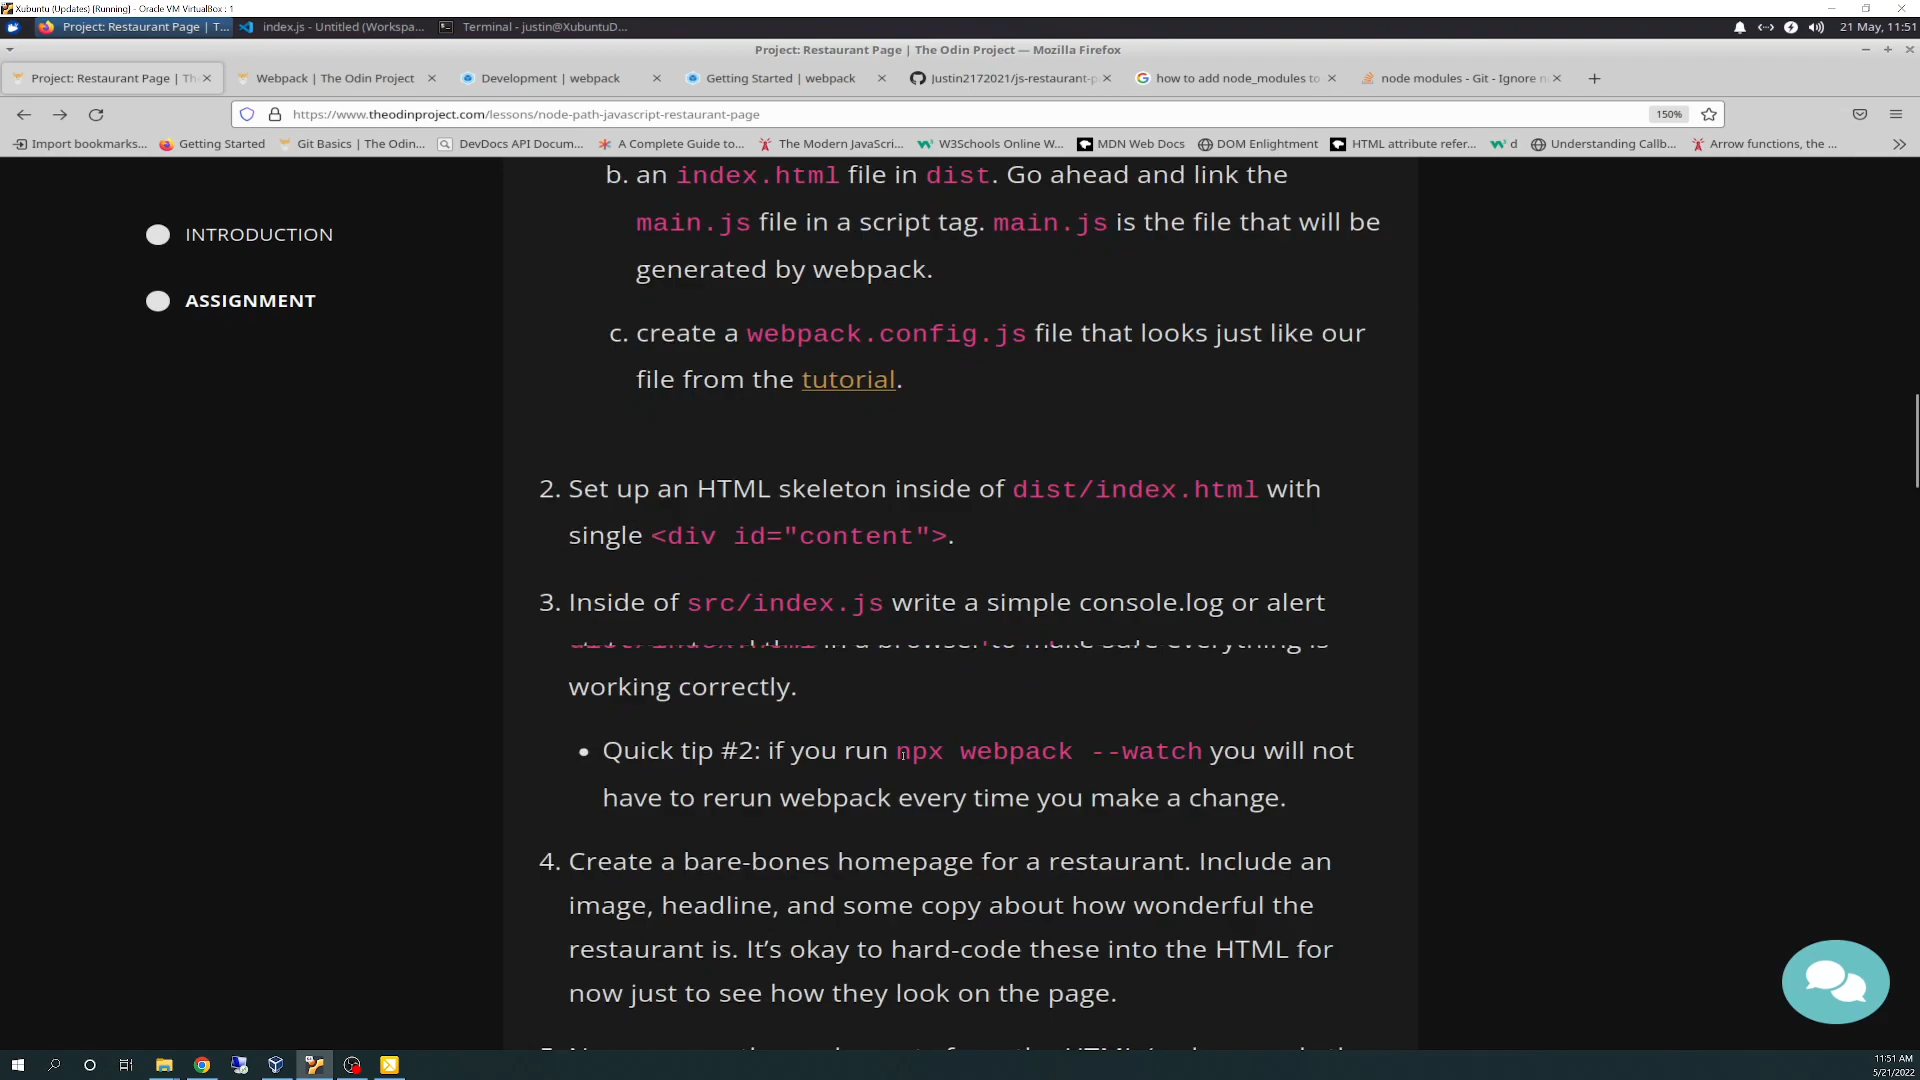 Xubuntu (Updates) [Running] - Oracle VM VirtualBox : 1
Project: Restaurant Page | T...
index.js - Untitled (Workspa...
Terminal - justin@XubuntuD...
21 May, 11:51
Project: Restaurant Page | The Odin Project — Mozilla Firefox
Project: Restaurant Page | Th
Webpack | The Odin Project
Development | webpack
Getting Started | webpack
Justin2172021/js-restaurant-p
how to add node_modules to
node modules - Git - Ignore n
https://www.theodinproject.com/lessons/node-path-javascript-restaurant-page
150%
Import bookmarks...
Getting Started
Git Basics | The Odin...
DevDocs API Docum...
A Complete Guide to...
The Modern JavaScri...
W3Schools Online W...
MDN Web Docs
DOM Enlightment
HTML attribute refer...
d
Understanding Callb...
Arrow functions, the ...
INTRODUCTION
ASSIGNMENT
b. an index.html file in dist. Go ahead and link the
main.js file in a script tag. main.js is the file that will be
generated by webpack.
c. create a webpack.config.js file that looks just like our
file from the tutorial.
2. Set up an HTML skeleton inside of dist/index.html with
single <div id="content">.
3. Inside of src/index.js write a simple console.log or alert
dist/index.html in a browser to make sure everything is
working correctly.
• Quick tip #2: if you run npx webpack --watch you will not
have to rerun webpack every time you make a change.
4. Create a bare-bones homepage for a restaurant. Include an
image, headline, and some copy about how wonderful the
restaurant is. It’s okay to hard-code these into the HTML for
now just to see how they look on the page.
11:51 AM
5/21/2022